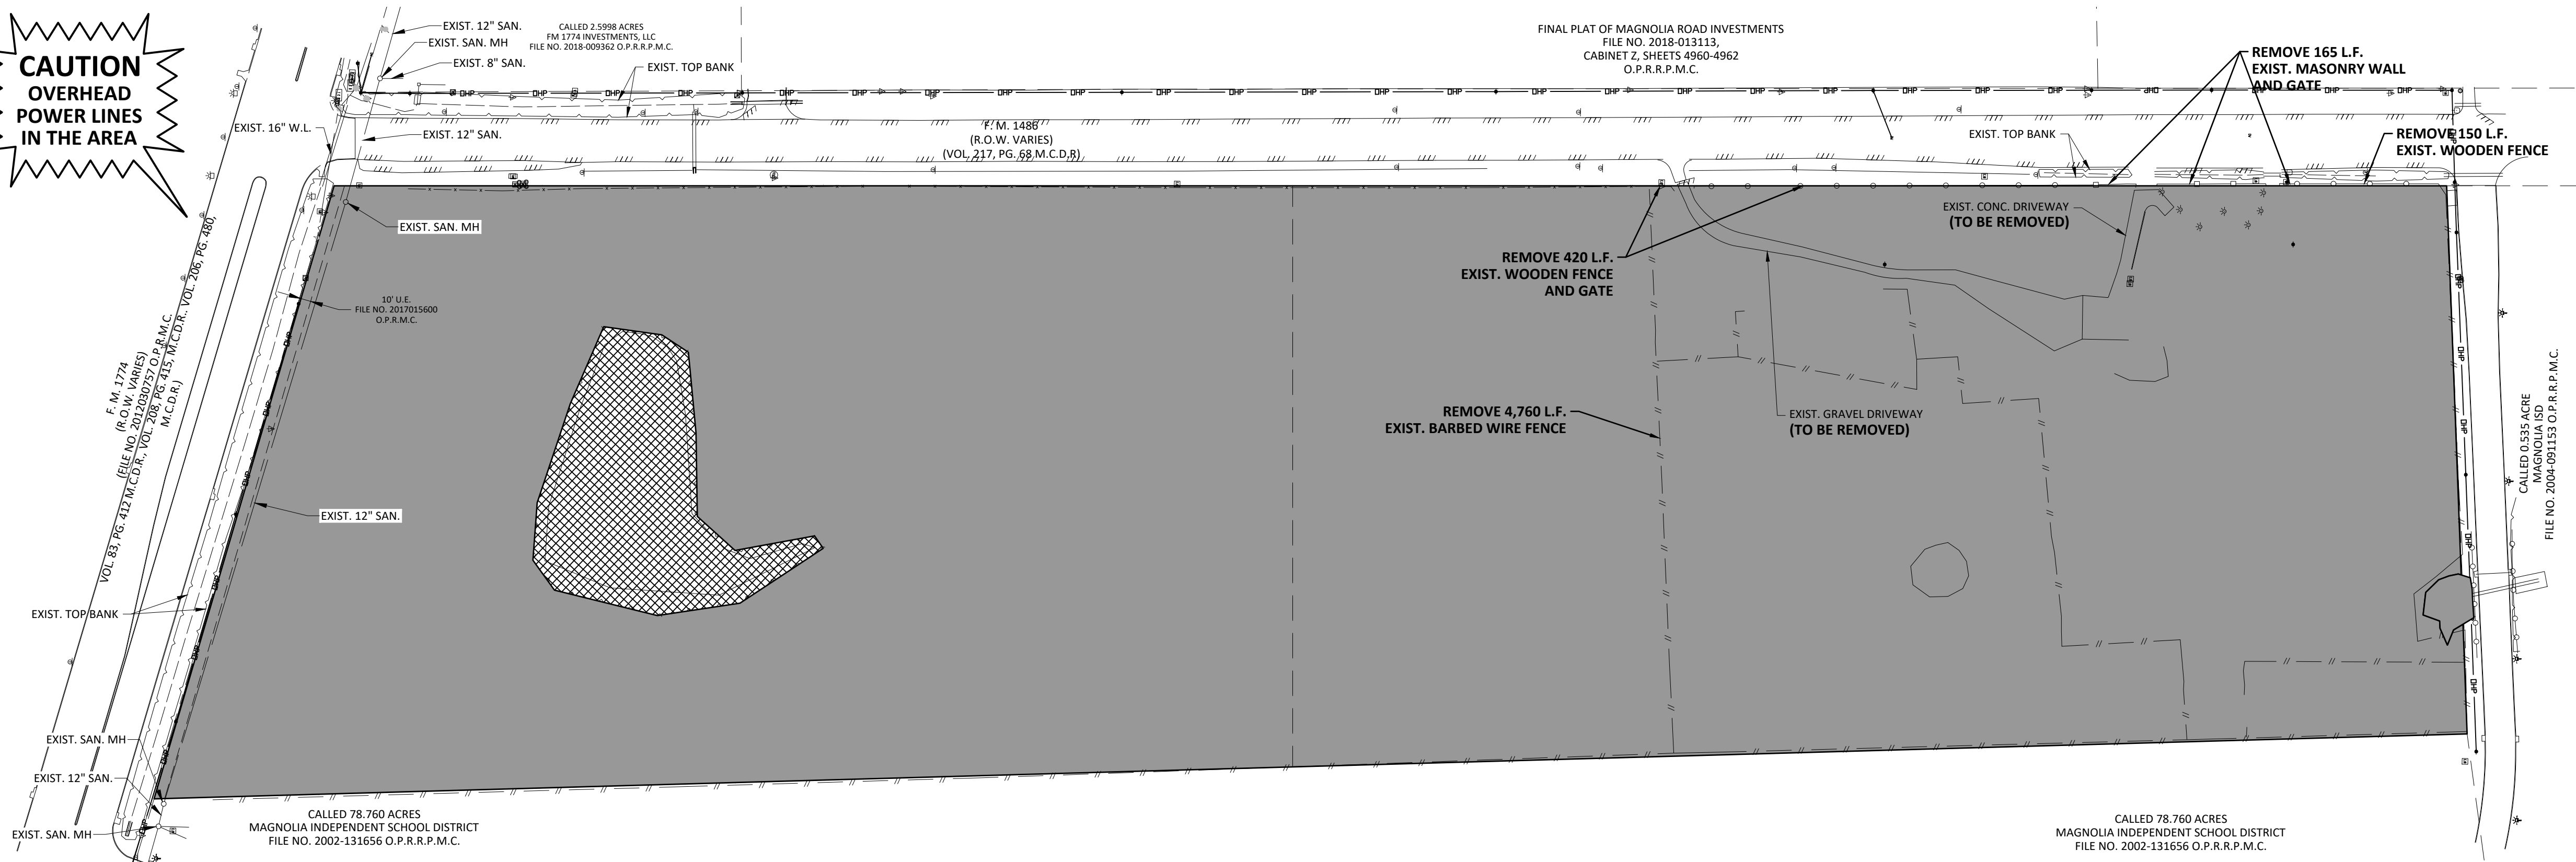 CAUTION
OVERHEAD
POWER LINES
IN THE AREA
EXIST. 12" SAN.
EXIST. SAN. MH
EXIST. 8" SAN.
CALLED 2.5998 ACRES
FM 1774 INVESTMENTS, LLC
FILE NO. 2018-009362 O.P.R.R.P.M.C.
EXIST. TOP BANK
FINAL PLAT OF MAGNOLIA ROAD INVESTMENTS
FILE NO. 2018-013113,
CABINET Z, SHEETS 4960-4962
O.P.R.R.P.M.C.
REMOVE 165 L.F.
EXIST. MASONRY WALL
AND GATE
EXIST. 16" W.L.
EXIST. 12" SAN.
F. M. 1486
(R.O.W. VARIES)
(VOL. 217, PG. 68 M.C.D.R)
EXIST. TOP BANK
REMOVE 150 L.F.
EXIST. WOODEN FENCE
EXIST. SAN. MH
EXIST. CONC. DRIVEWAY
(TO BE REMOVED)
REMOVE 420 L.F.
EXIST. WOODEN FENCE
AND GATE
10' U.E.
FILE NO. 2017015600
O.P.R.M.C.
F. M. 1774
(R.O.W. VARIES)
(FILE NO. 2012030757 O.P.R.M.C.
VOL. 83, PG. 412 M.C.D.R., VOL. 208, PG. 415, M.C.D.R., VOL. 206, PG. 480,
M.C.D.R.)
REMOVE 4,760 L.F.
EXIST. BARBED WIRE FENCE
EXIST. GRAVEL DRIVEWAY
(TO BE REMOVED)
CALLED 0.535 ACRE
MAGNOLIA ISD
FILE NO. 2004-091153 O.P.R.R.P.M.C.
EXIST. 12" SAN.
EXIST. TOP BANK
EXIST. SAN. MH
EXIST. 12" SAN.
EXIST. SAN. MH
CALLED 78.760 ACRES
MAGNOLIA INDEPENDENT SCHOOL DISTRICT
FILE NO. 2002-131656 O.P.R.R.P.M.C.
CALLED 78.760 ACRES
MAGNOLIA INDEPENDENT SCHOOL DISTRICT
FILE NO. 2002-131656 O.P.R.R.P.M.C.